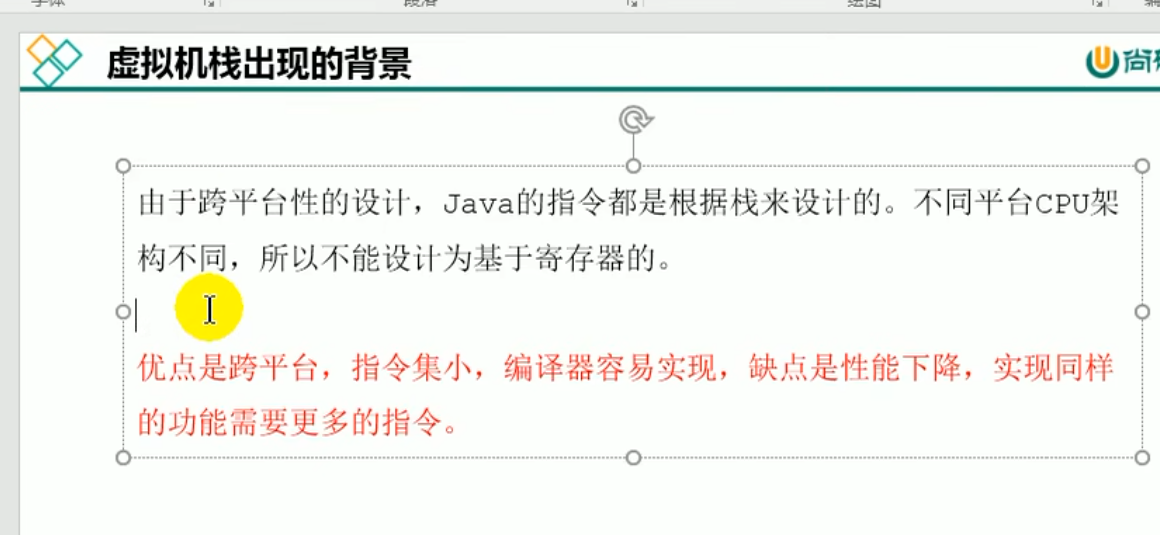 段落
绘图
虚拟机栈出现的背景
尚
由于跨平台性的设计，Java的指令都是根据栈来设计的。不同平台CPU架
构不同，所以不能设计为基于寄存器的。
优点是跨平台，指令集小，编译器容易实现，缺点是性能下降，实现同样
的功能需要更多的指令。